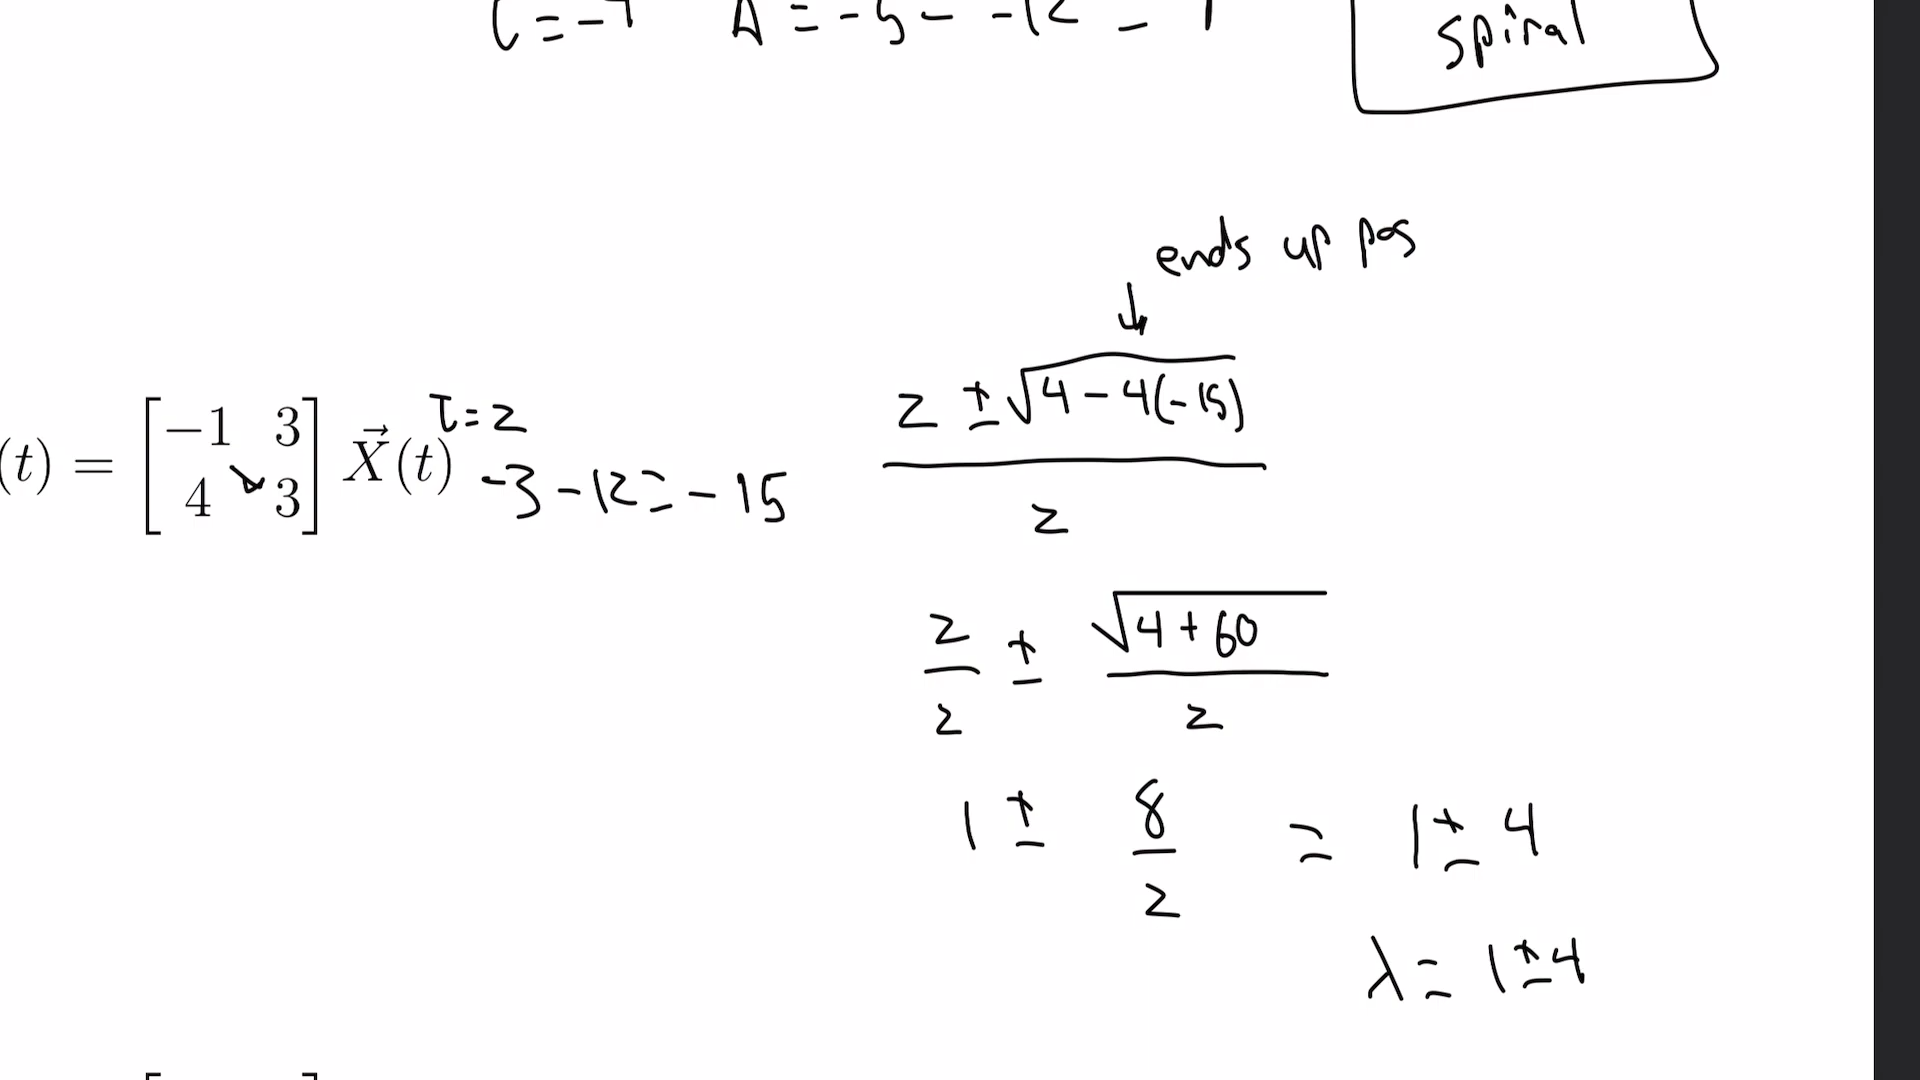 spiral
ends up pos
↓
(t) = [−1 3; 4 3] X⃗(t) τ = 2
-3 - 12 = - 15
2 ± √4 - 4(-15)
2
2/2 ± √4 + 60 / 2
1 ± 8/2 = 1 ± 4
λ = 1 ± 4